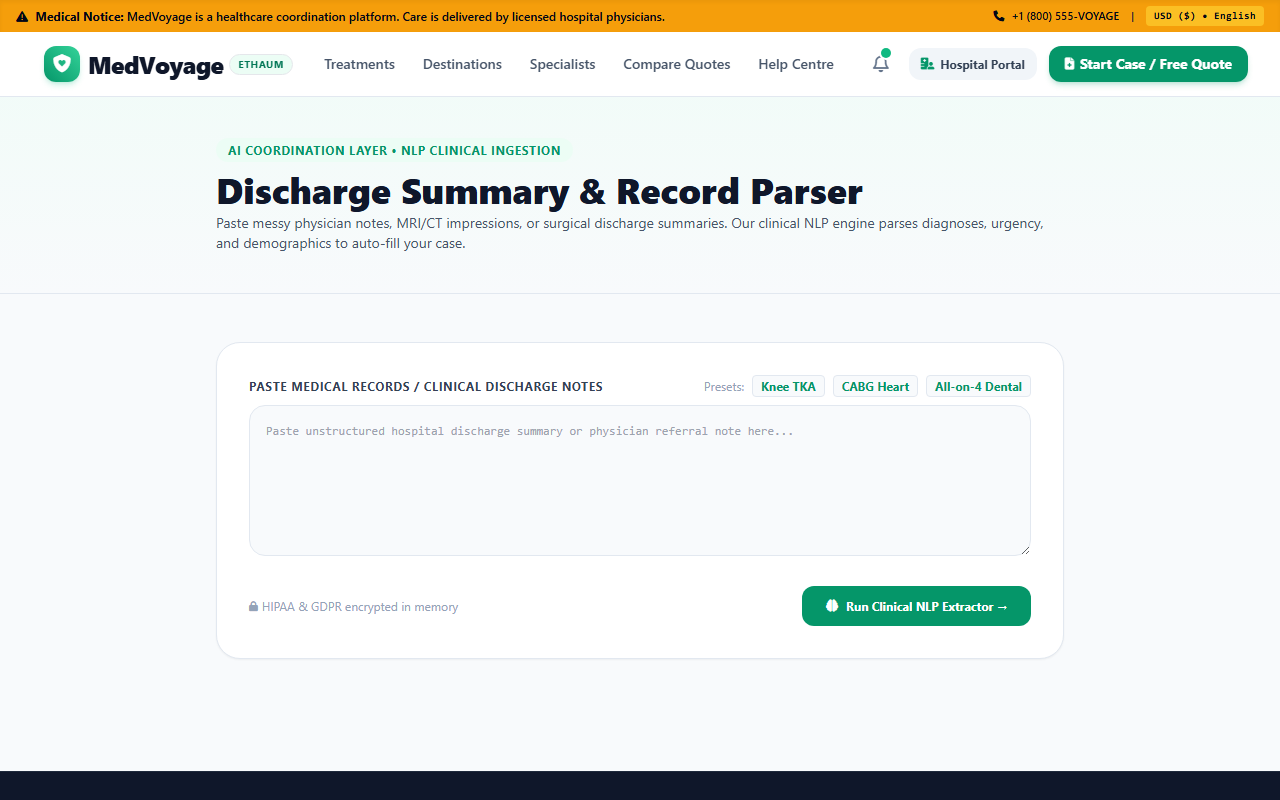 Medical Notice: MedVoyage is a healthcare coordination platform. Care is delivered by licensed hospital physicians.
+1 (800) 555-VOYAGE | USD ($) • English
MedVoyage ETHAUM Treatments Destinations Specialists Compare Quotes Help Centre Hospital Portal Start Case / Free Quote
AI COORDINATION LAYER • NLP CLINICAL INGESTION
Discharge Summary & Record Parser
Paste messy physician notes, MRI/CT impressions, or surgical discharge summaries. Our clinical NLP engine parses diagnoses, urgency,
and demographics to auto-fill your case.
PASTE MEDICAL RECORDS / CLINICAL DISCHARGE NOTES Presets: Knee TKA CABG Heart All-on-4 Dental
Paste unstructured hospital discharge summary or physician referral note here...
HIPAA & GDPR encrypted in memory Run Clinical NLP Extractor →